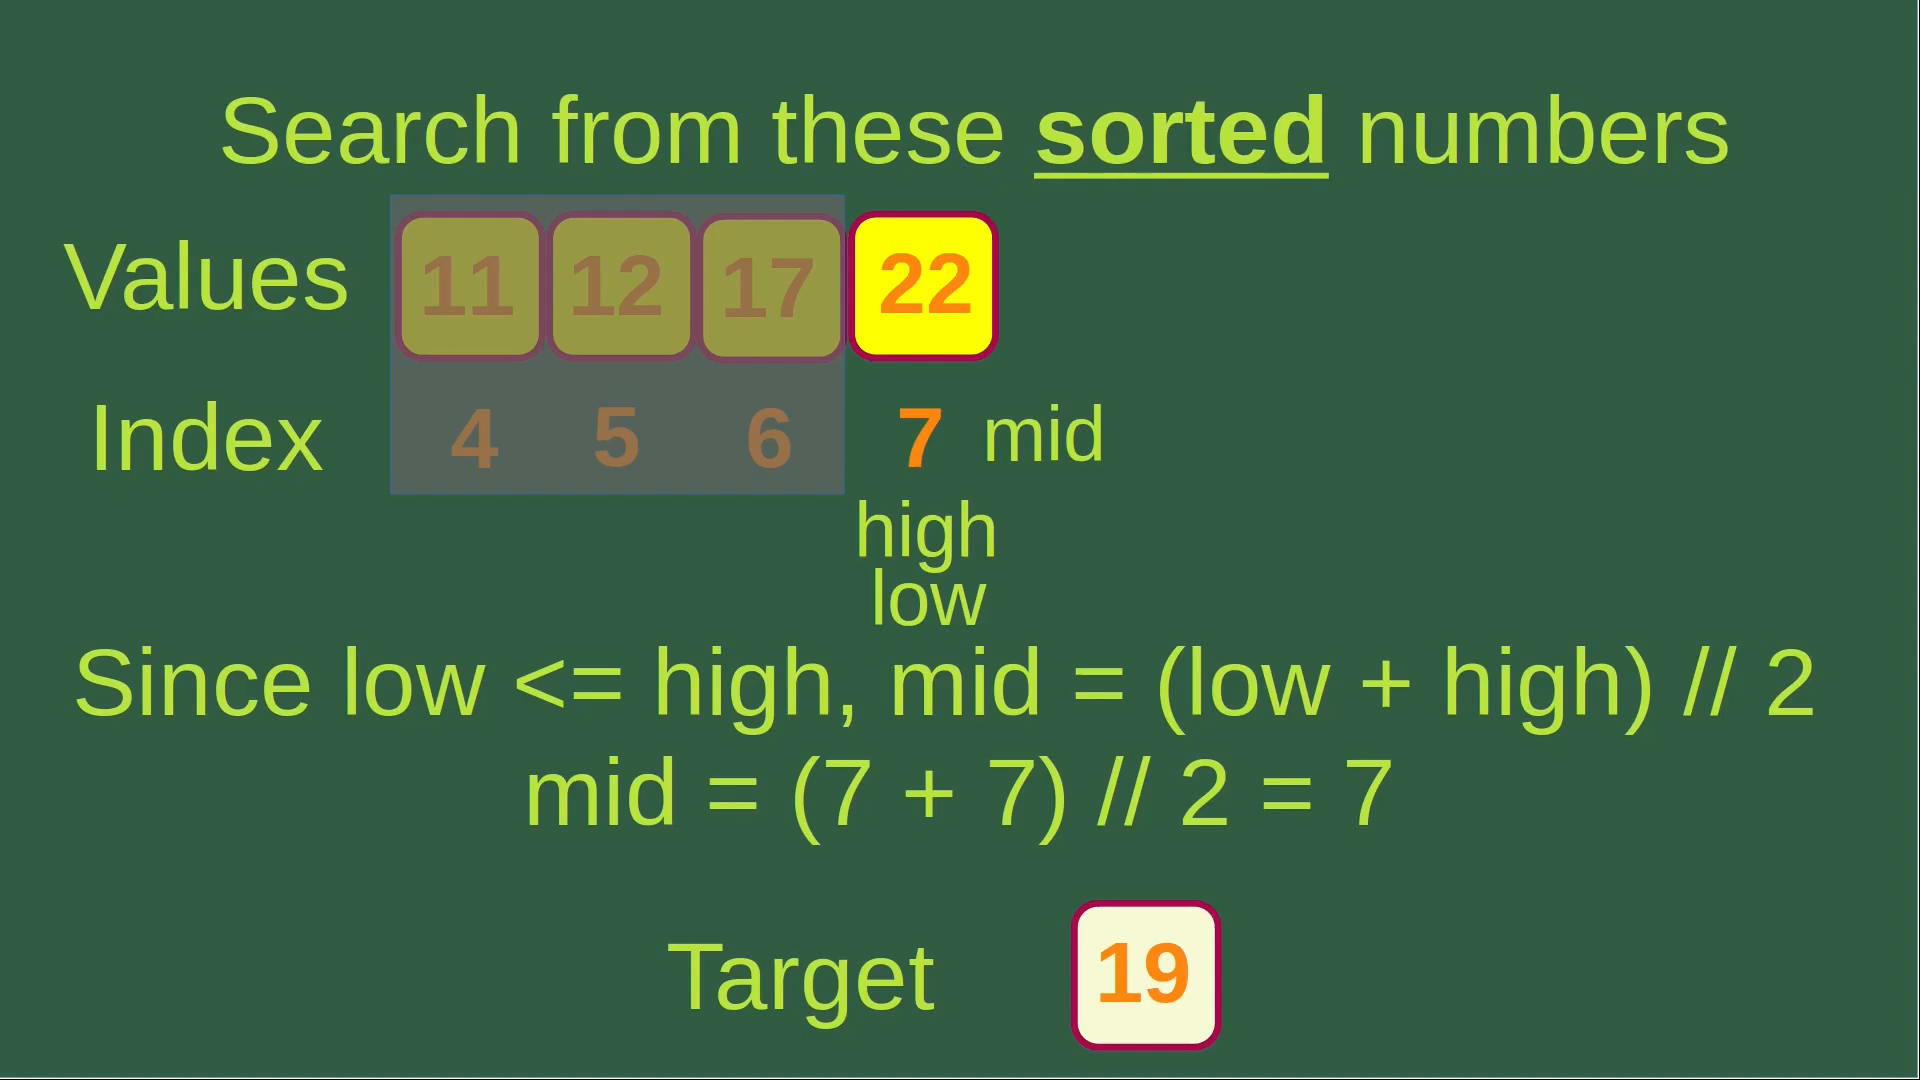 Search from these sorted numbers
Values 11 12 17 22
Index 4 5 6 7 mid
high
low
Since low <= high, mid = (low + high) // 2
mid = (7 + 7) // 2 = 7
Target 19